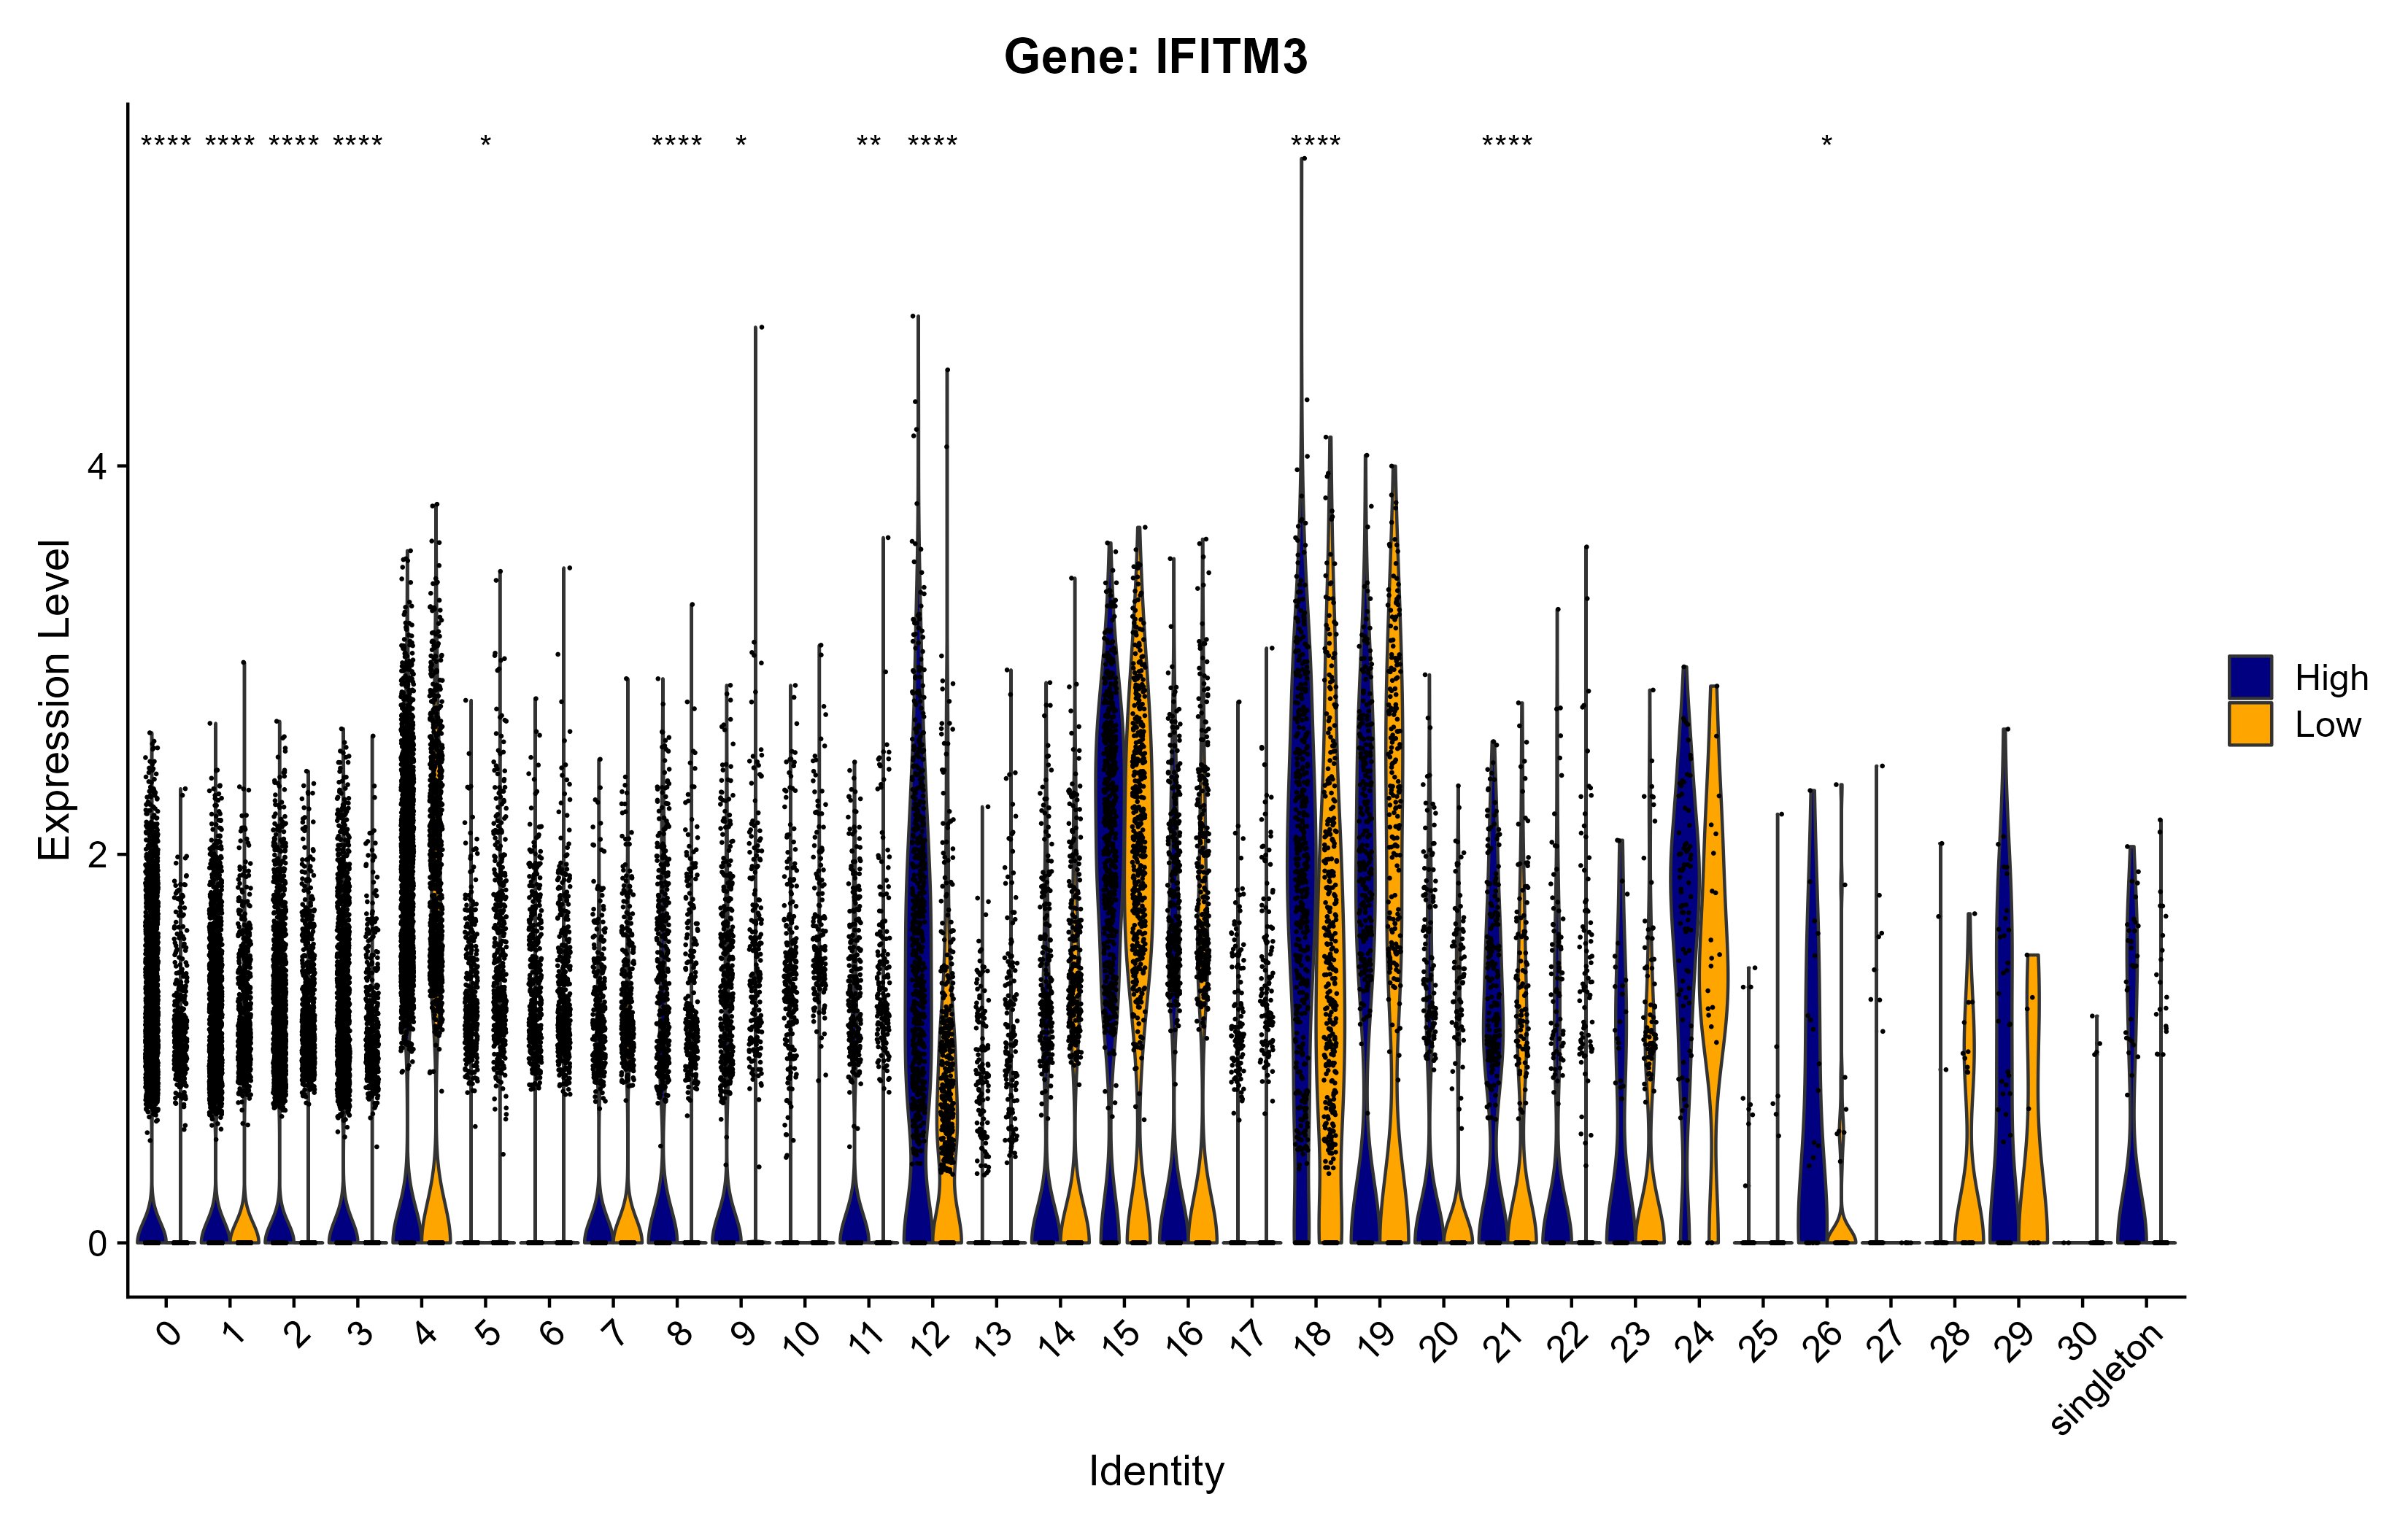 Gene: IFITM3
**** **** **** **** * **** * ** **** **** **** *
Expression Level
4
2
0
High
Low
0 1 2 3 4 5 6 7 8 9 10 11 12 13 14 15 16 17 18 19 20 21 22 23 24 25 26 27 28 29 30 singleton
Identity